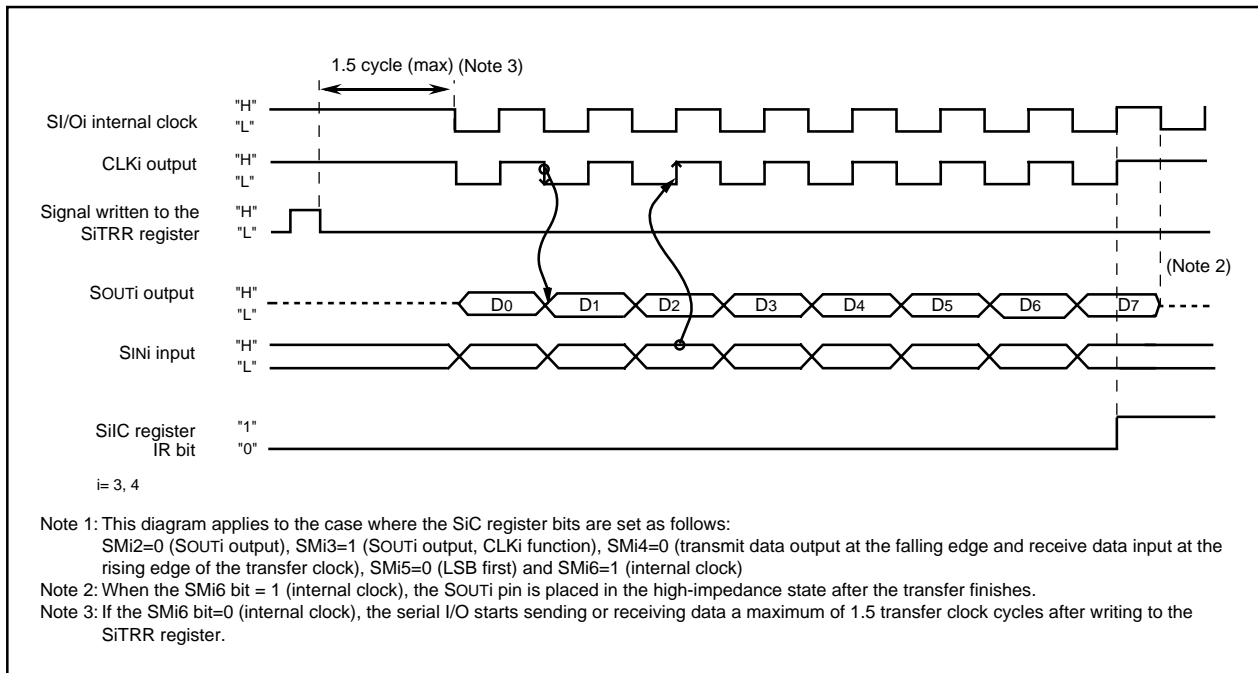 1.5 cycle (max) (Note 3)
SI/Oi internal clock "H" "L"
CLKi output "H" "L"
Signal written to the
SiTRR register "H" "L"
SOUTi output "H" "L" D0 D1 D2 D3 D4 D5 D6 D7
(Note 2)
SINi input "H" "L"
SiIC register
IR bit "1" "0"
i= 3, 4
Note 1: This diagram applies to the case where the SiC register bits are set as follows:
SMi2=0 (SOUTi output), SMi3=1 (SOUTi output, CLKi function), SMi4=0 (transmit data output at the falling edge and receive data input at the
rising edge of the transfer clock), SMi5=0 (LSB first) and SMi6=1 (internal clock)
Note 2: When the SMi6 bit = 1 (internal clock), the SOUTi pin is placed in the high-impedance state after the transfer finishes.
Note 3: If the SMi6 bit=0 (internal clock), the serial I/O starts sending or receiving data a maximum of 1.5 transfer clock cycles after writing to the
SiTRR register.